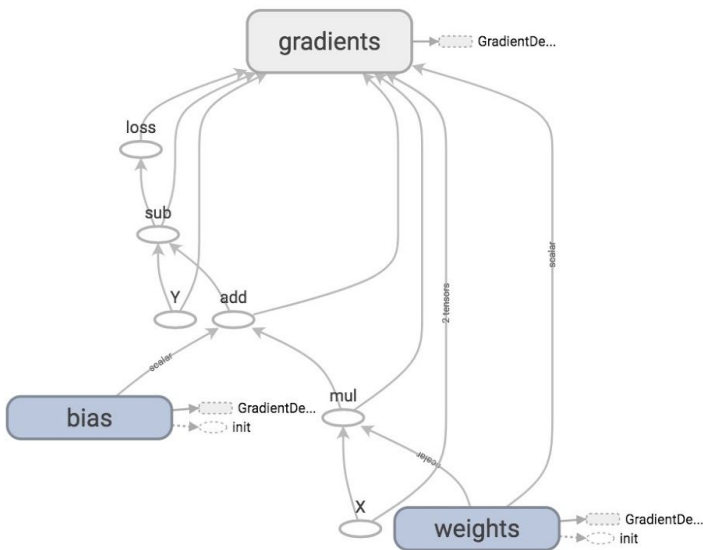 gradients
GradientDe...
loss
sub
Y
add
scalar
2 tensors
scalar
mul
bias
GradientDe...
init
scalar
X
weights
GradientDe...
init